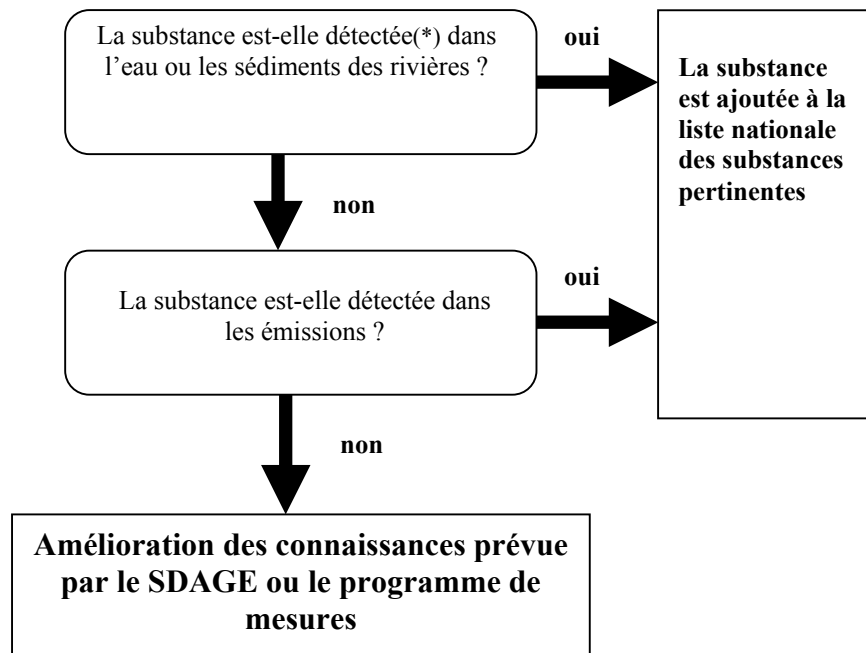 La substance est-elle détectée(*) dans
l'eau ou les sédiments des rivières ?
oui
La substance
est ajoutée à la
liste nationale
des substances
pertinentes
non
La substance est-elle détectée dans
les émissions ?
oui
non
Amélioration des connaissances prévue
par le SDAGE ou le programme de
mesures